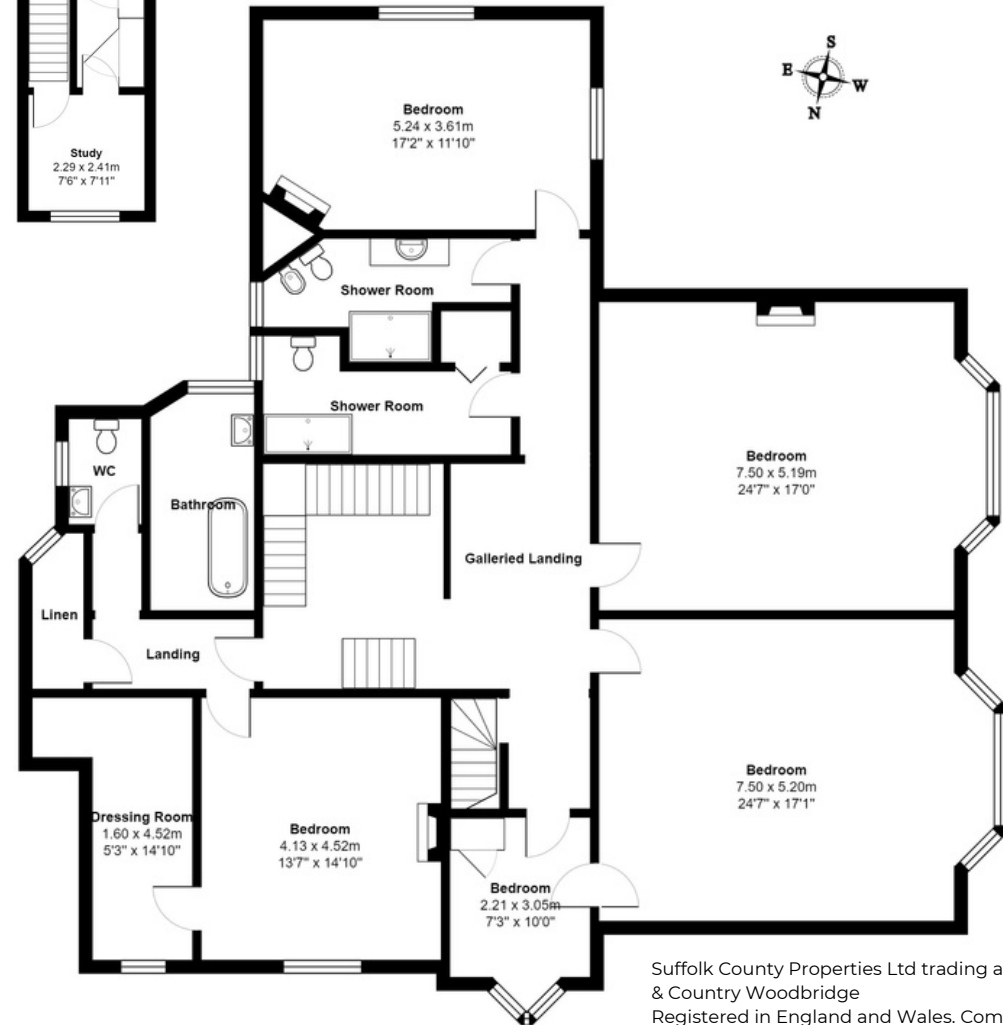 S
E
W
N
Bedroom
5.24 x 3.61m
17'2" x 11'10"
Study
2.29 x 2.41m
7'6" x 7'11"
Shower Room
Shower Room
WC
Bathroom
Bedroom
7.50 x 5.19m
24'7" x 17'0"
Galleried Landing
Linen
Landing
Dressing Room
1.60 x 4.52m
5'3" x 14'10"
Bedroom
4.13 x 4.52m
13'7" x 14'10"
Bedroom
7.50 x 5.20m
24'7" x 17'1"
Bedroom
2.21 x 3.05m
7'3" x 10'0"
Suffolk County Properties Ltd trading a
& Country Woodbridge
Registered in England and Wales. Com